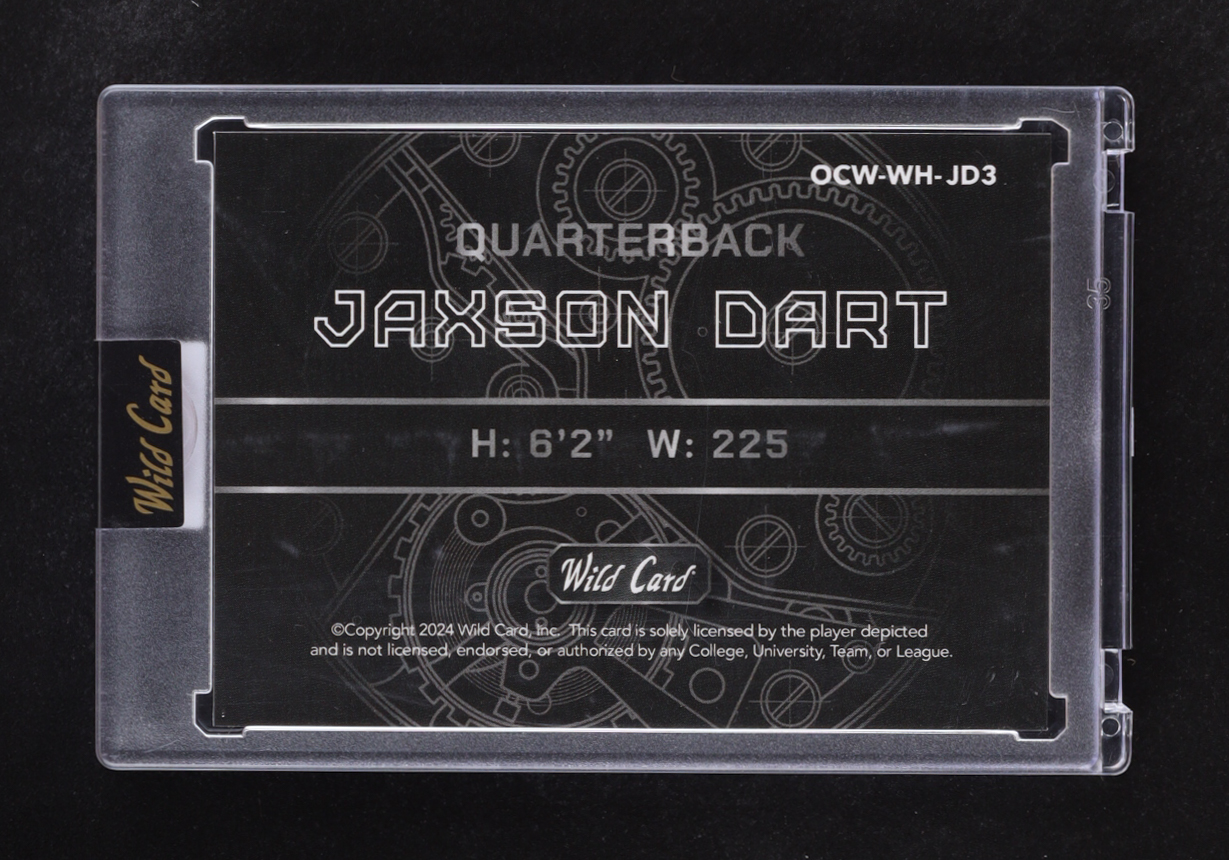 OCW-WH-JD3
QUARTERBACK
JAXSON DART
H: 6'2” W: 225
Wild Card
Wild Card
©Copyright 2024 Wild Card, Inc. This card is solely licensed by the player depicted
and is not licensed, endorsed, or authorized by any College, University, Team, or League.
35